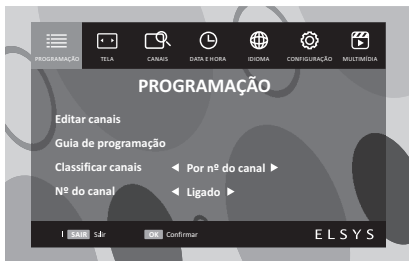 PROGRAMAÇÃO TELA CANAIS DATA E HORA IDIOMA CONFIGURAÇÃO MULTIMÍDIA
PROGRAMAÇÃO
Editar canais
Guia de programação
Classificar canais ◀ Por nº do canal ▶
Nº do canal ◀ Ligado ▶
SAIR Sair OK Confirmar ELSYS